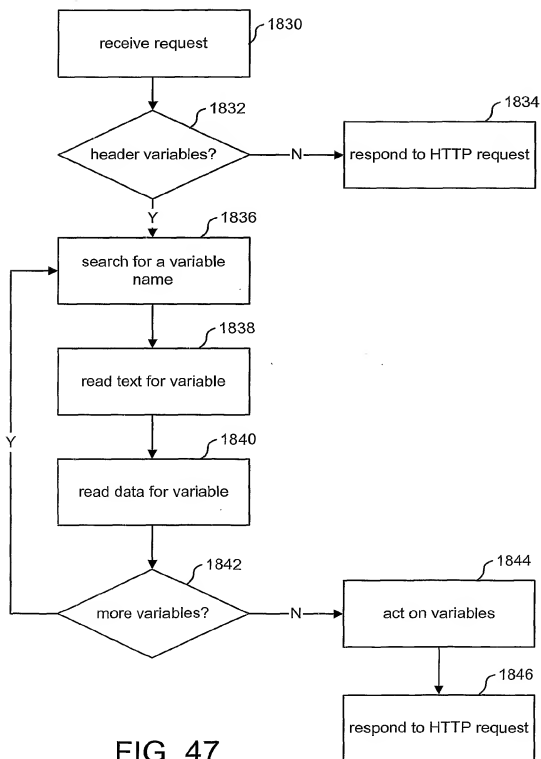 receive request
1830
header variables?
1832
N
respond to HTTP request
1834
Y
search for a variable
name
1836
read text for variable
1838
read data for variable
1840
Y
more variables?
1842
N
act on variables
1844
respond to HTTP request
1846
FIG. 47